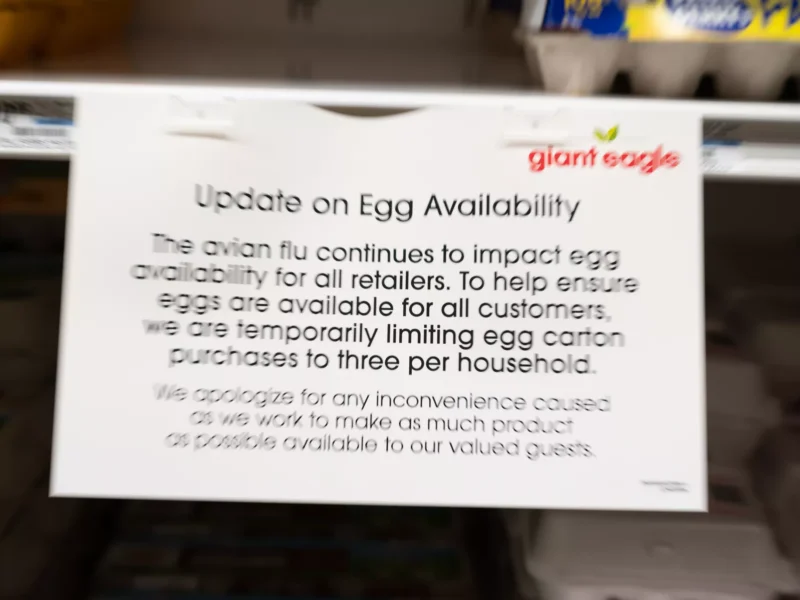 giant eagle
Update on Egg Availability
The avian flu continues to impact egg
availability for all retailers. To help ensure
eggs are available for all customers,
we are temporarily limiting egg carton
purchases to three per household.
We apologize for any inconvenience caused
as we work to make as much product
as possible available to our valued guests.